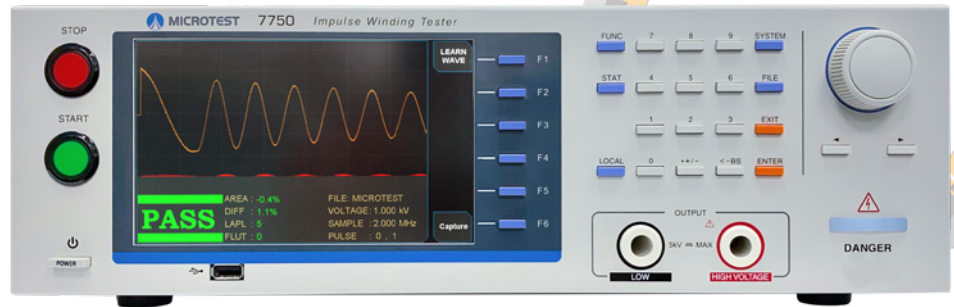 MICROTEST 7750 Impulse Winding Tester
STOP
START
POWER
LEARN
WAVE
Capture
PASS
AREA : -0.4%
DIFF : 1.1%
LAPL : 5
FLUT : 0
FILE: MICROTEST
VOLTAGE: 1.000 kV
SAMPLE : 2.000 MHz
PULSE : 0 , 1
F1
F2
F3
F4
F5
F6
FUNC 7 8 9 SYSTEM
STAT 4 5 6 FILE
1 2 3 EXIT
LOCAL 0 •*/- <-BS ENTER
OUTPUT
5kV MAX
LOW
HIGH VOLTAGE
DANGER